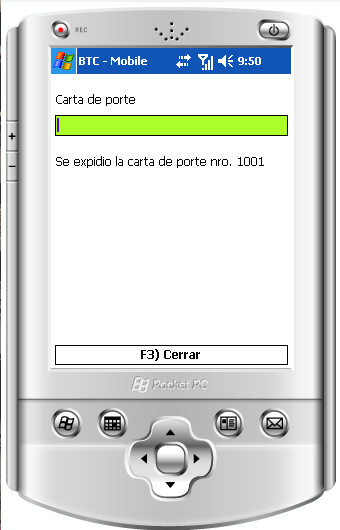 REC
BTC - Mobile 9:50
Carta de porte
Se expidio la carta de porte nro. 1001
F3) Cerrar
Pocket PC